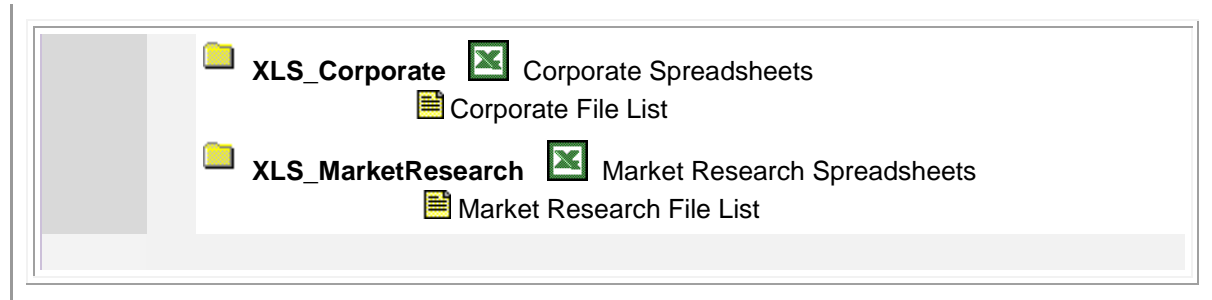 XLS_Corporate Corporate Spreadsheets
Corporate File List
XLS_MarketResearch Market Research Spreadsheets
Market Research File List